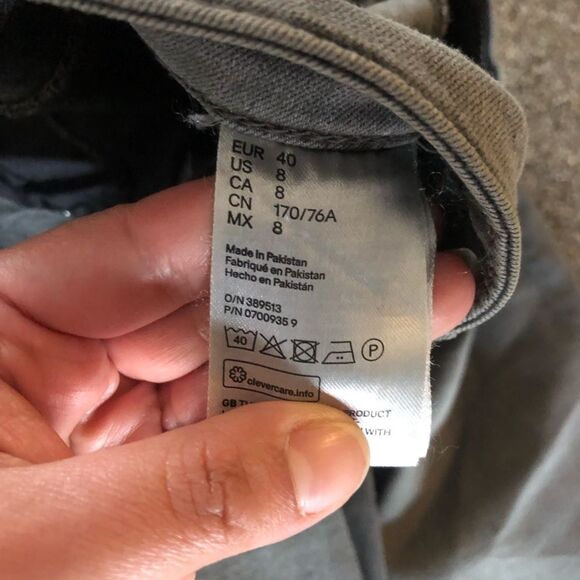 EUR 40
US 8
CA 8
CN 170/76A
MX 8
Made in Pakistan
Fabriqué en Pakistan
Hecho en Pakistán
O/N 389513
P/N 0700935 9
40 P
clevercare.info
GB PRODUCT
WITH